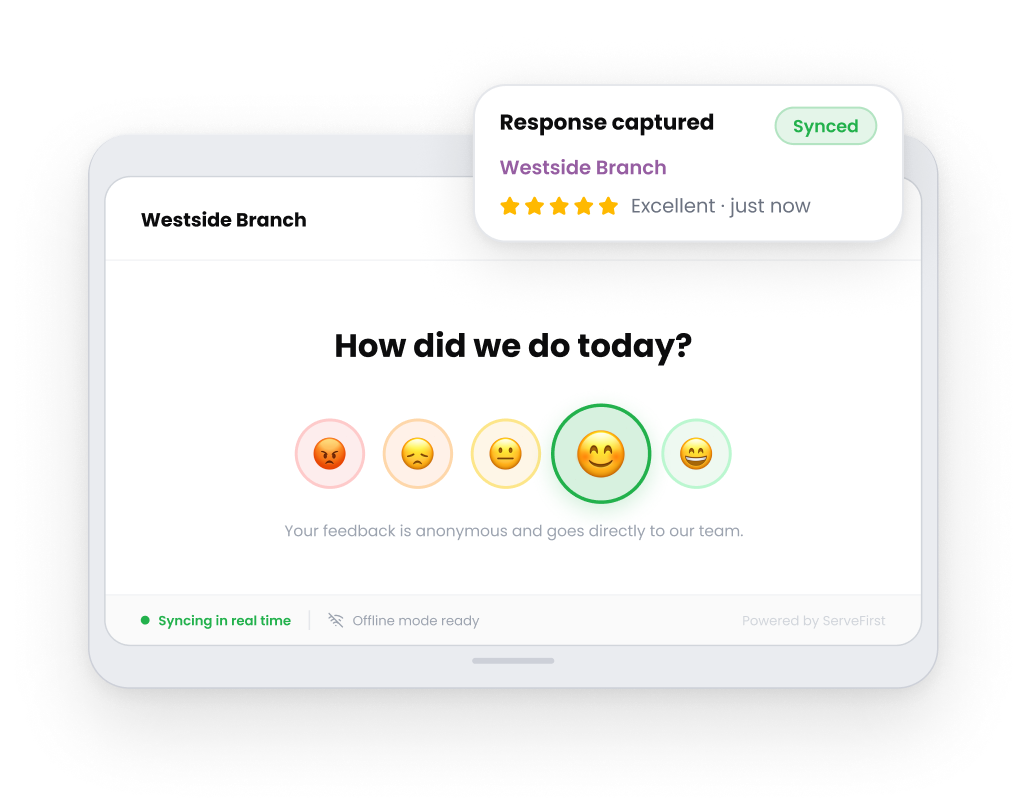 Response captured
Synced
Westside Branch
Excellent · just now
Westside Branch
How did we do today?
Your feedback is anonymous and goes directly to our team.
Syncing in real time
Offline mode ready
Powered by ServeFirst